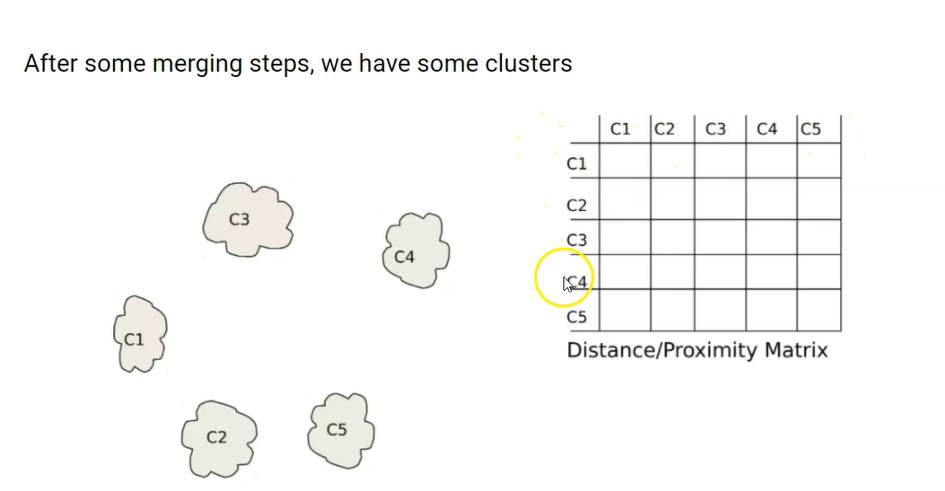 After some merging steps, we have some clusters
C1 C2 C3 C4 C5
C1
C2
C3
C4
C5
Distance/Proximity Matrix
C3
C4
C1
C2
C5